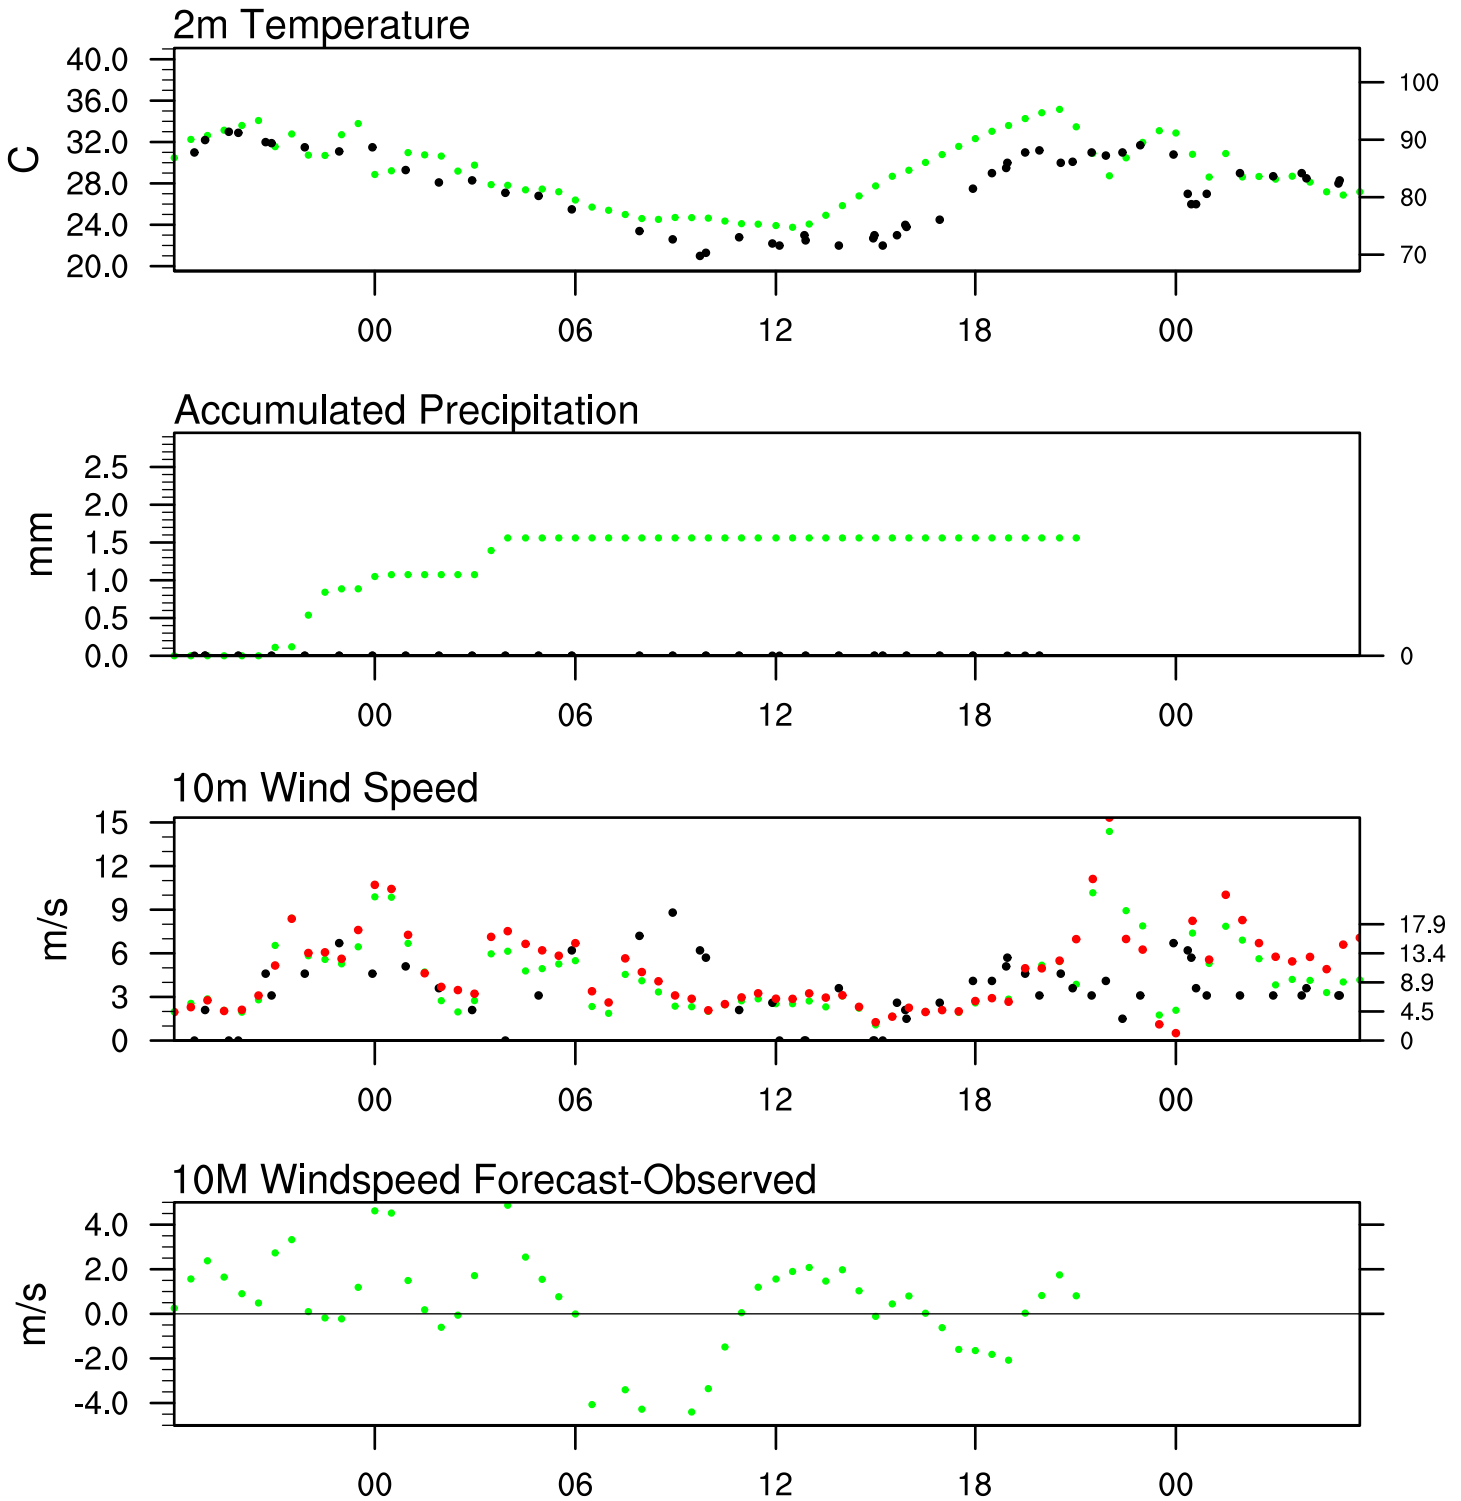 2m Temperature
40.0
36.0
32.0
28.0
24.0
20.0
C
100
90
80
70
00 06 12 18 00
Accumulated Precipitation
2.5
2.0
1.5
1.0
0.5
0.0
mm
0
00 06 12 18 00
10m Wind Speed
15
12
9
6
3
0
m/s
17.9
13.4
8.9
4.5
0
00 06 12 18 00
10M Windspeed Forecast-Observed
4.0
2.0
0.0
-2.0
-4.0
m/s
00 06 12 18 00